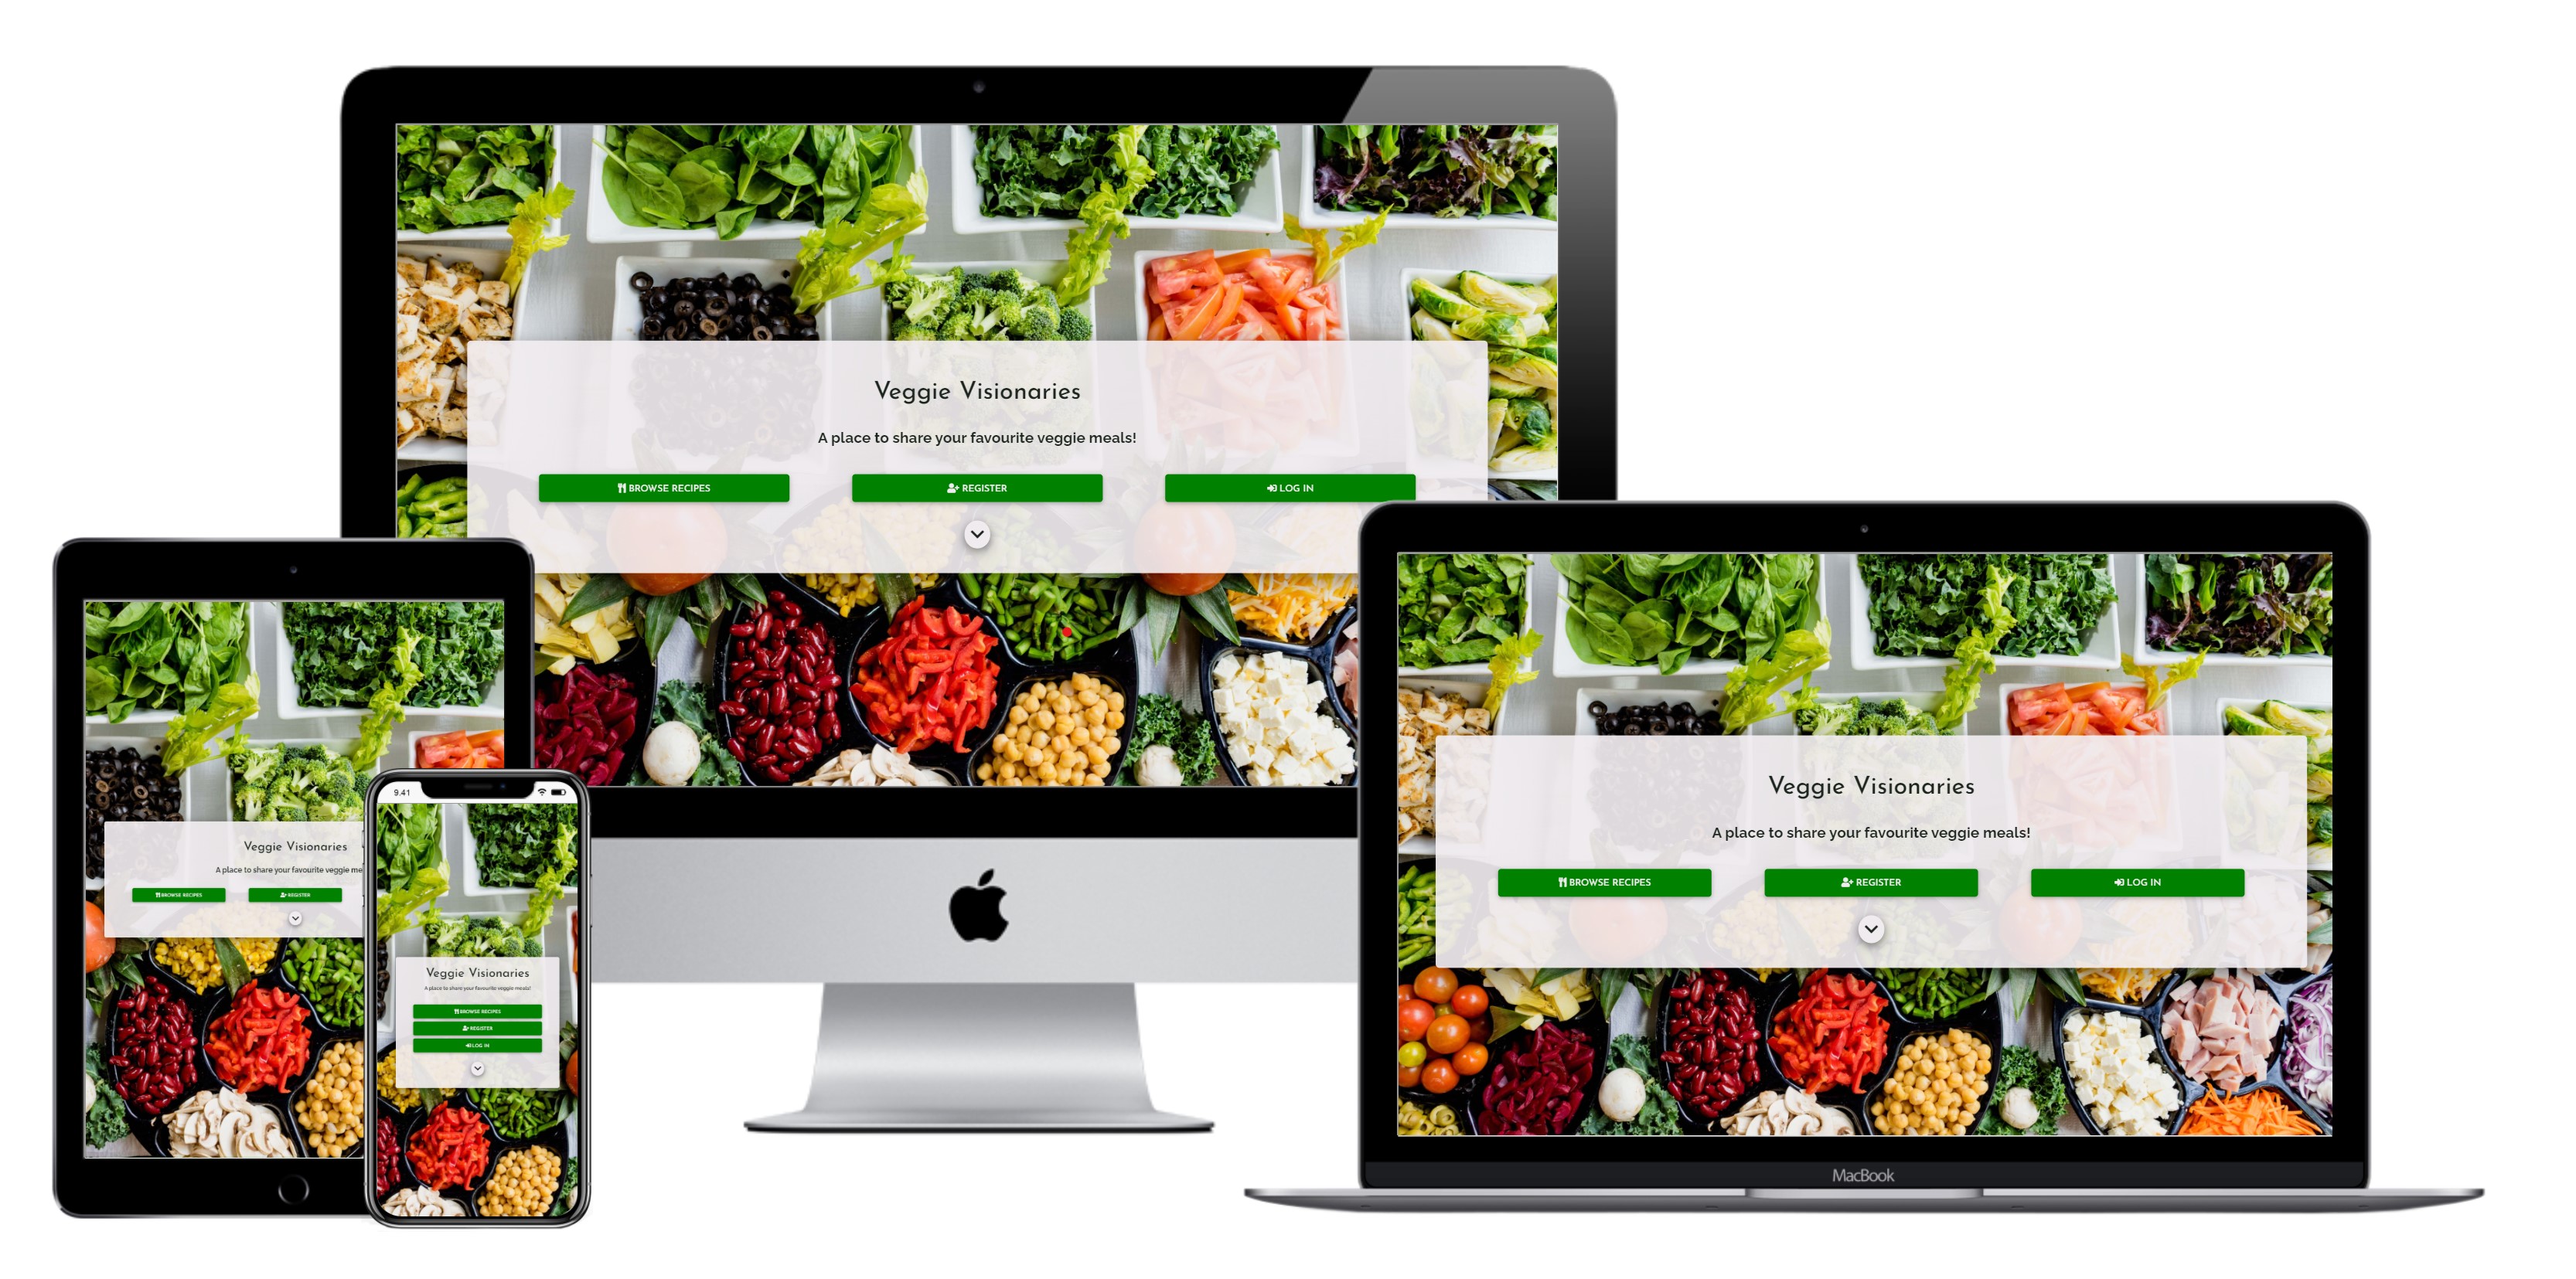 Veggie Visionaries
A place to share your favourite veggie meals!
BROWSE RECIPES
REGISTER
LOG IN
Veggie Visionaries
A place to share your favourite veggie me
BROWSE RECIPES
REGISTER
9.41
Veggie Visionaries
A place to share your favourite veggie meals!
BROWSE RECIPES
REGISTER
LOG IN
Veggie Visionaries
A place to share your favourite veggie meals!
BROWSE RECIPES
REGISTER
LOG IN
MacBook